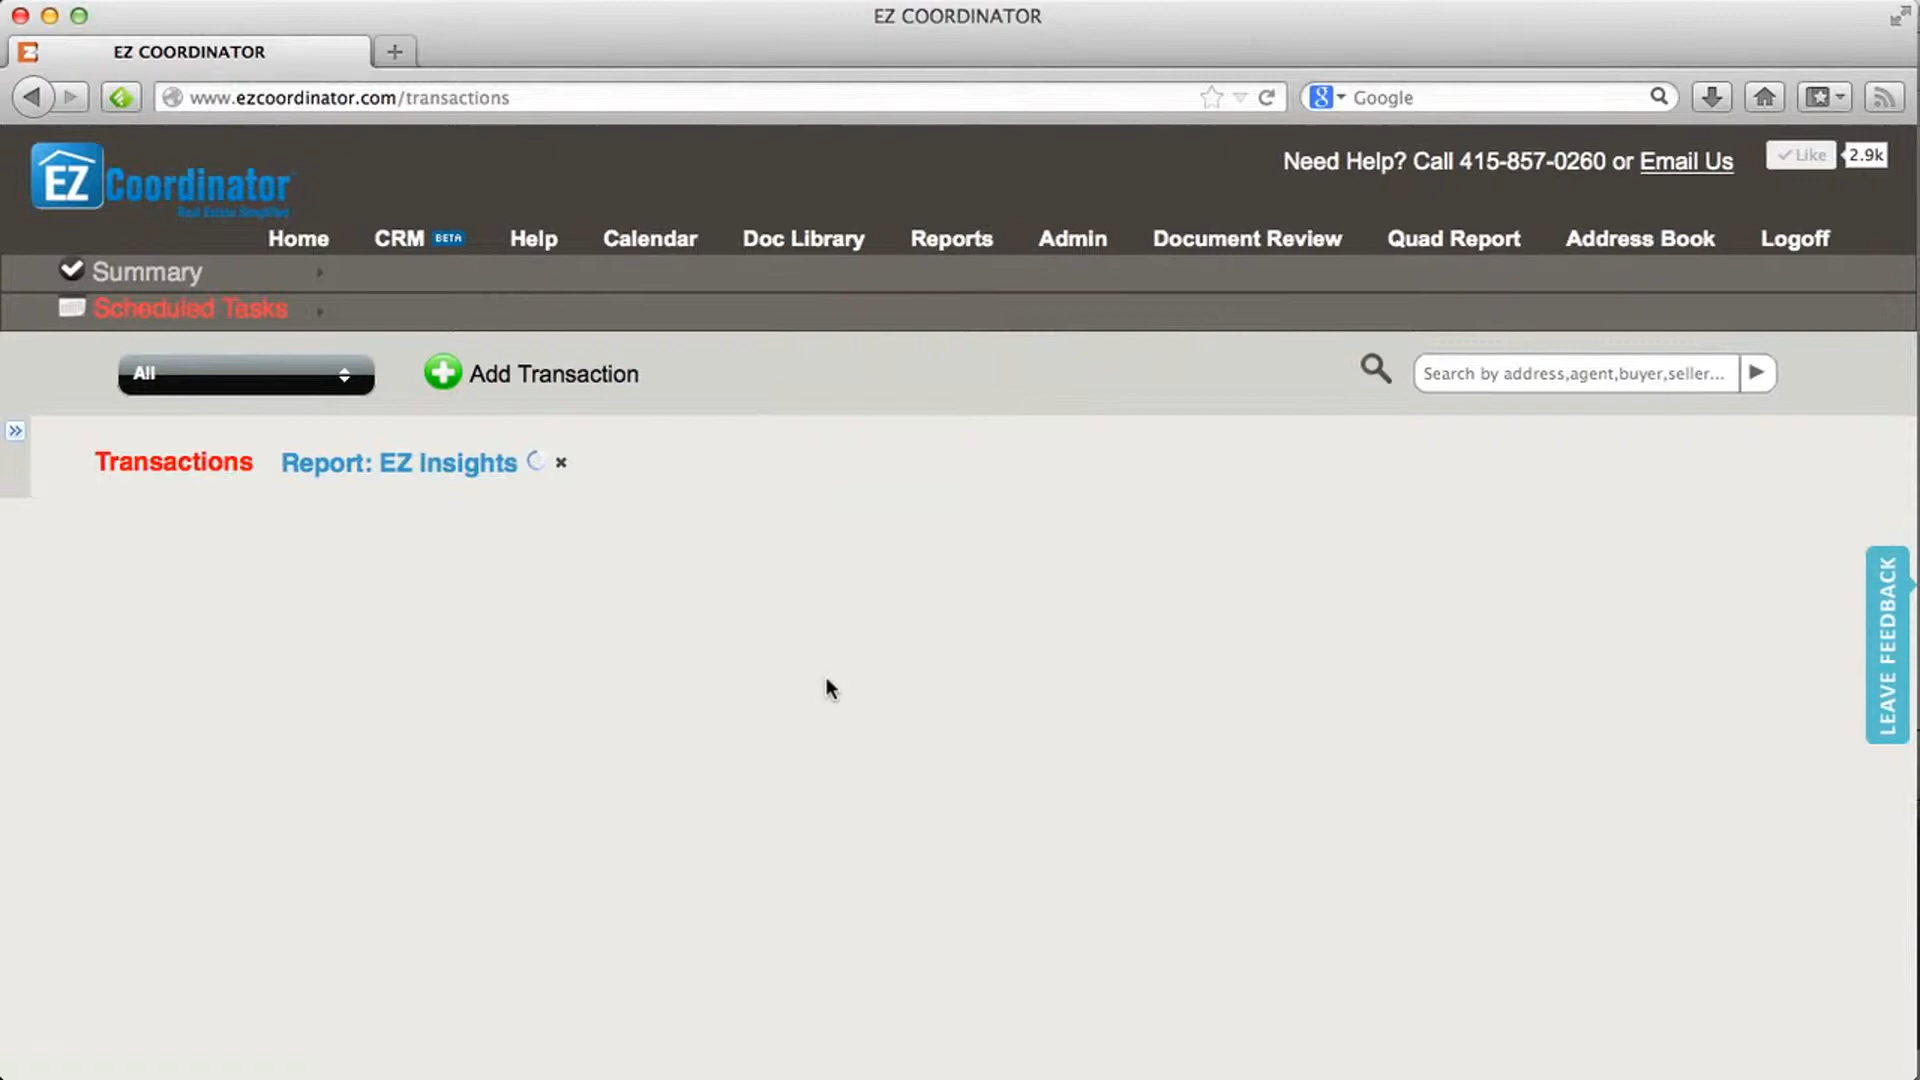 EZ COORDINATOR
EZ COORDINATOR
www.ezcoordinator.com/transactions
Google
Need Help? Call 415-857-0260 or Email Us
Like
2.9k
EZ Coordinator
Real Estate Simplified
Home CRM BETA Help Calendar Doc Library Reports Admin Document Review Quad Report Address Book Logoff
Summary
Scheduled Tasks
All
Add Transaction
Search by address,agent,buyer,seller...
Transactions Report: EZ Insights
LEAVE FEEDBACK